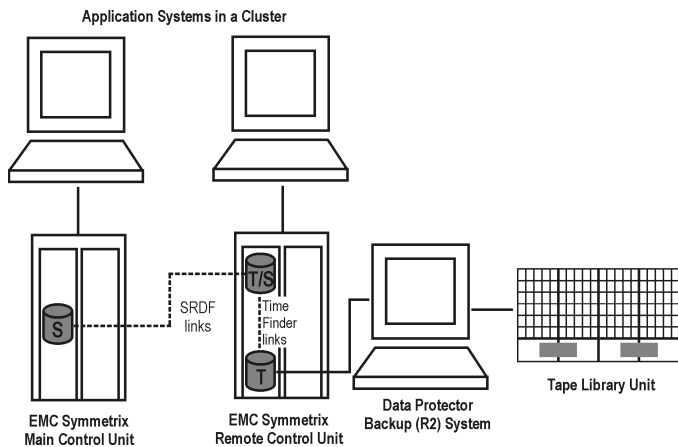 Application Systems in a Cluster
S
SRDF
links
T/S
Time
Finder
links
T
EMC Symmetrix
Main Control Unit
EMC Symmetrix
Remote Control Unit
Data Protector
Backup (R2) System
Tape Library Unit